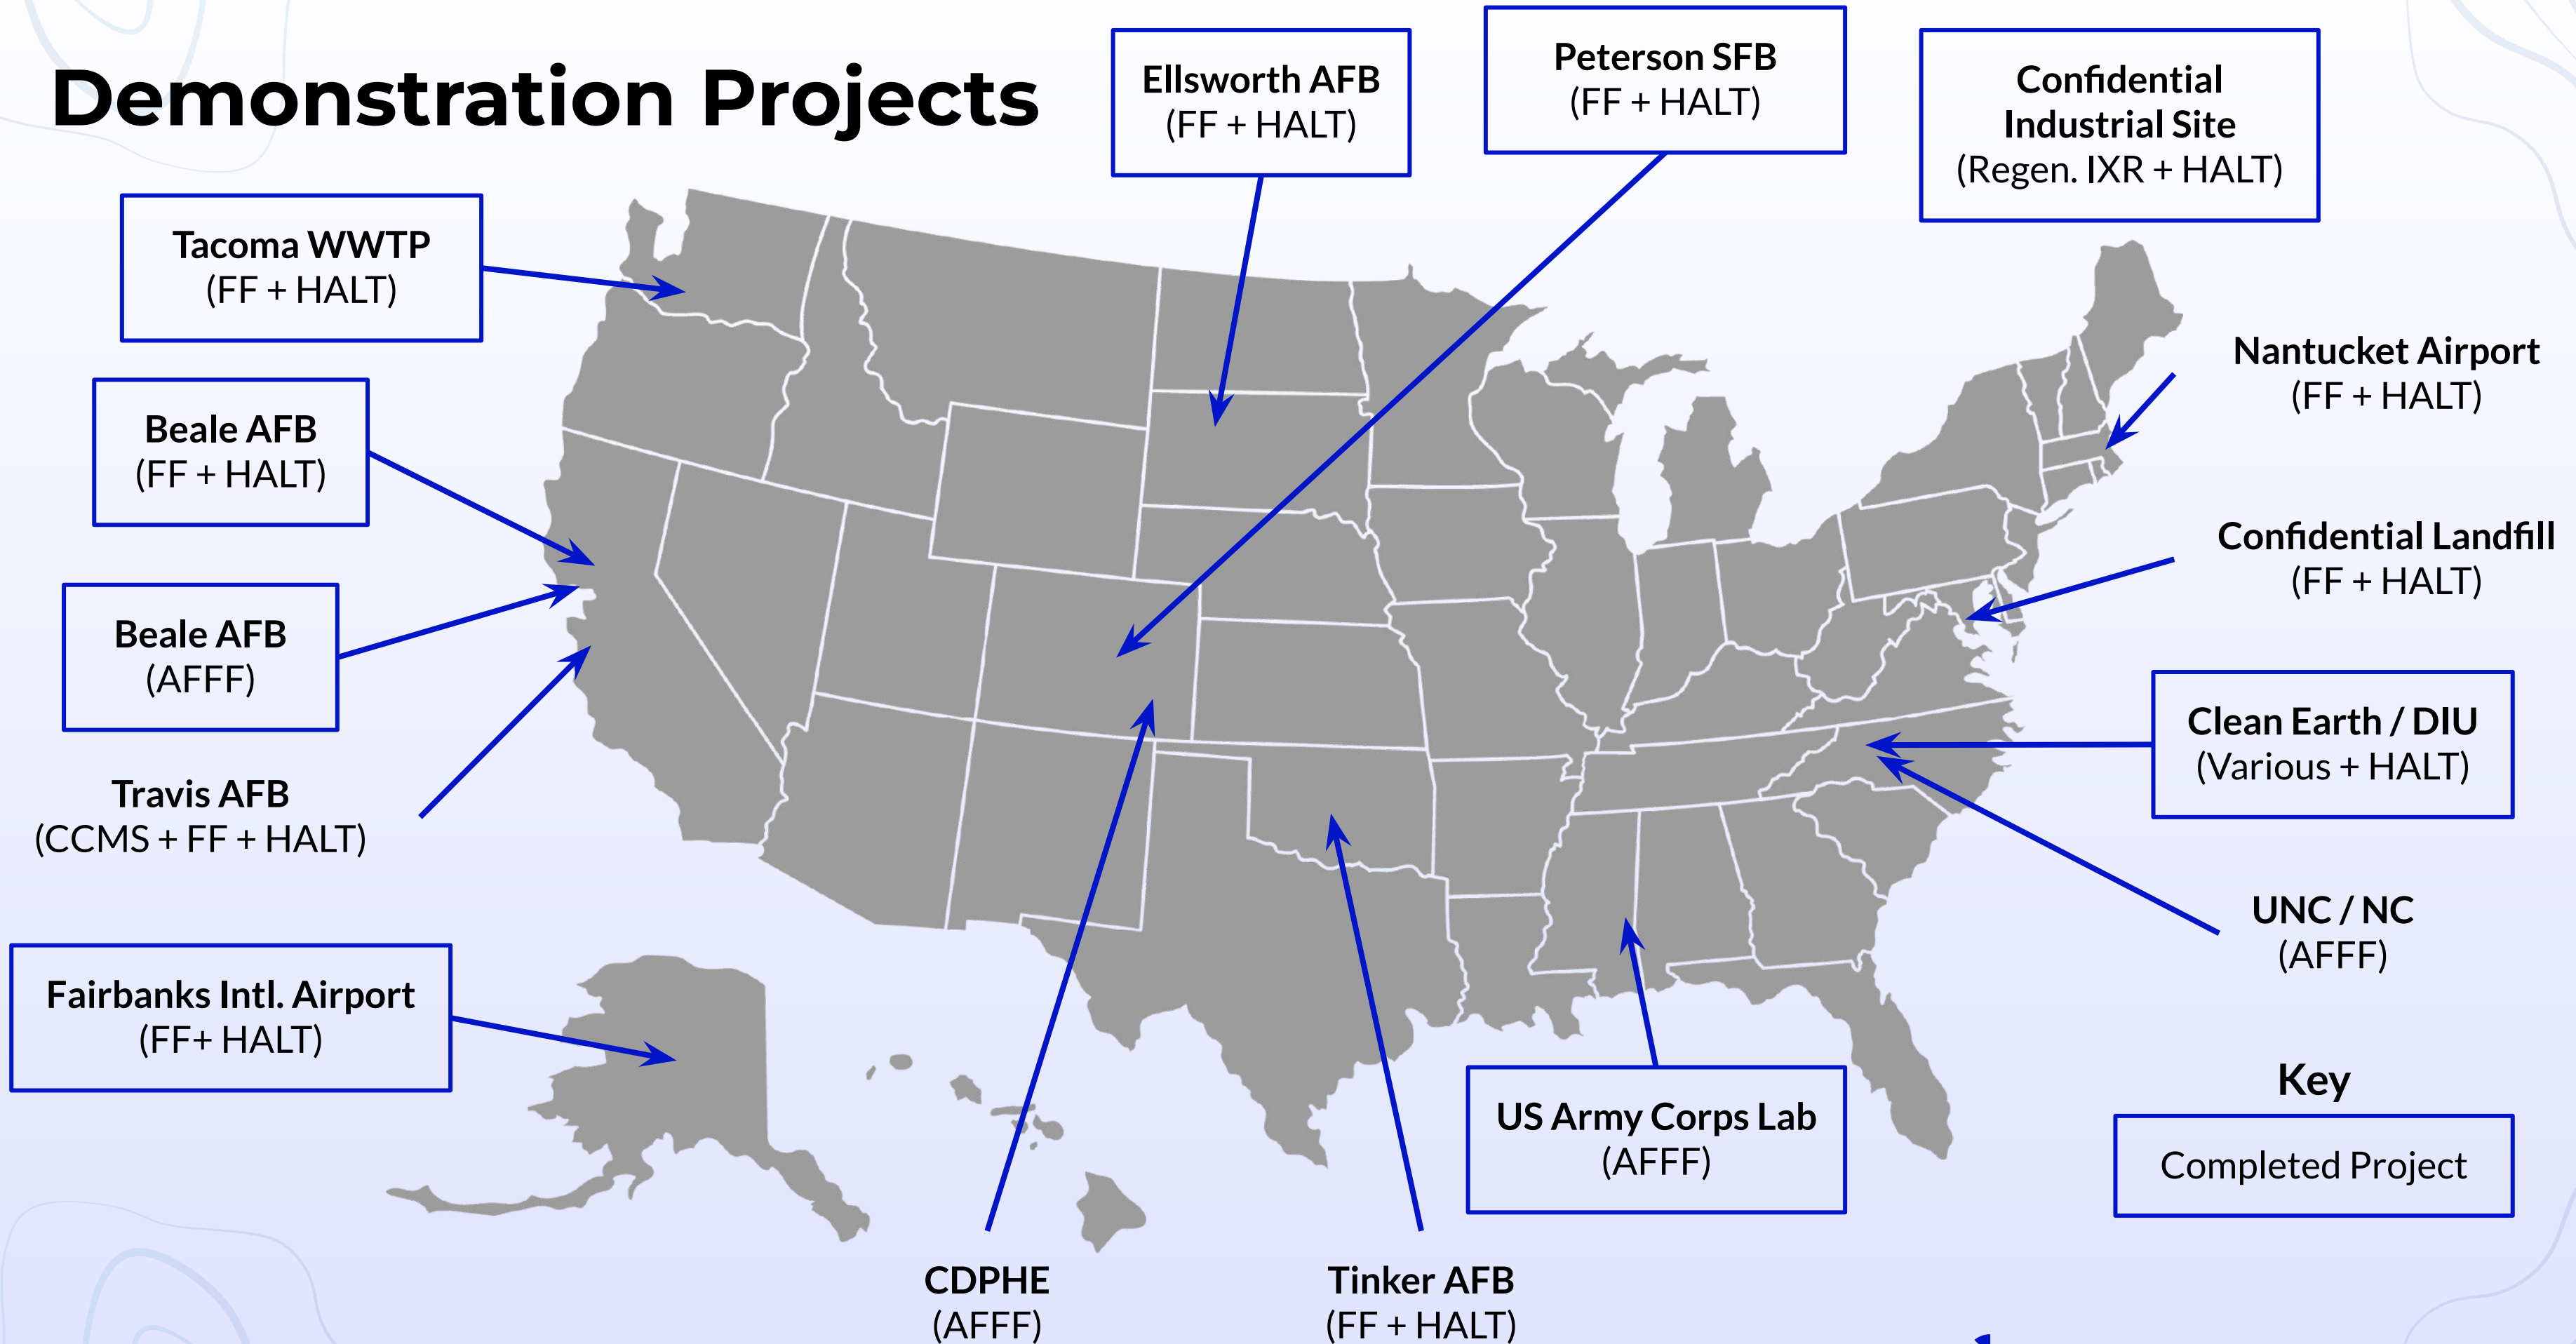 Demonstration Projects
Ellsworth AFB
(FF + HALT)
Peterson SFB
(FF + HALT)
Confidential
Industrial Site
(Regen. IXR + HALT)
Tacoma WWTP
(FF + HALT)
Nantucket Airport
(FF + HALT)
Beale AFB
(FF + HALT)
Confidential Landfill
(FF + HALT)
Beale AFB
(AFFF)
Clean Earth / DIU
(Various + HALT)
Travis AFB
(CCMS + FF + HALT)
UNC / NC
(AFFF)
Fairbanks Intl. Airport
(FF+ HALT)
US Army Corps Lab
(AFFF)
Key
Completed Project
CDPHE
(AFFF)
Tinker AFB
(FF + HALT)